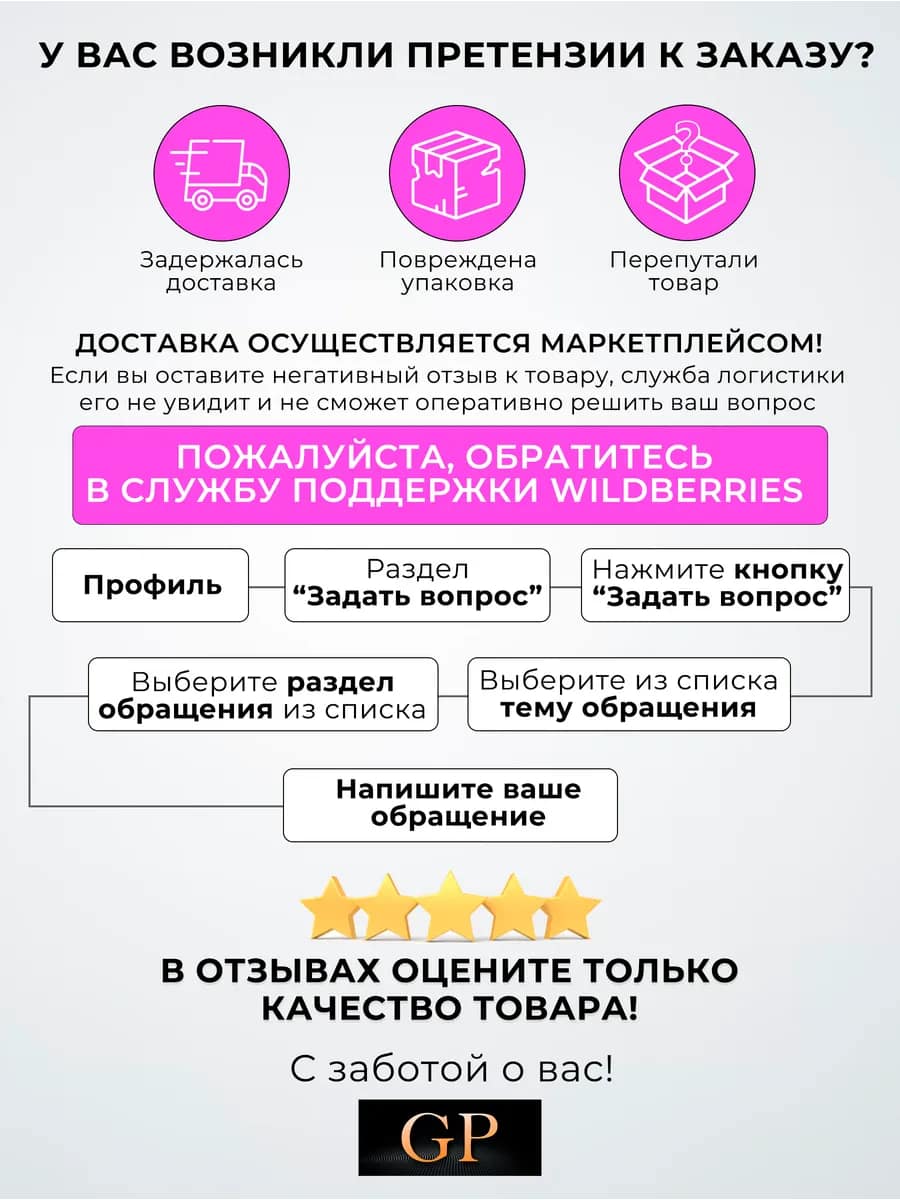 У ВАС ВОЗНИКЛИ ПРЕТЕНЗИИ К ЗАКАЗУ?
Задержалась
доставка
Повреждена
упаковка
Перепутали
товар
ДОСТАВКА ОСУЩЕСТВЛЯЕТСЯ МАРКЕТПЛЕЙСОМ!
Если вы оставите негативный отзыв к товару, служба логистики
его не увидит и не сможет оперативно решить ваш вопрос
ПОЖАЛУЙСТА, ОБРАТИТЕСЬ
В СЛУЖБУ ПОДДЕРЖКИ WILDBERRIES
Профиль
Раздел
“Задать вопрос”
Нажмите кнопку
“Задать вопрос”
Выберите раздел
обращения из списка
Выберите из списка
тему обращения
Напишите ваше
обращение
В ОТЗЫВАХ ОЦЕНИТЕ ТОЛЬКО
КАЧЕСТВО ТОВАРА!
С заботой о вас!
GP